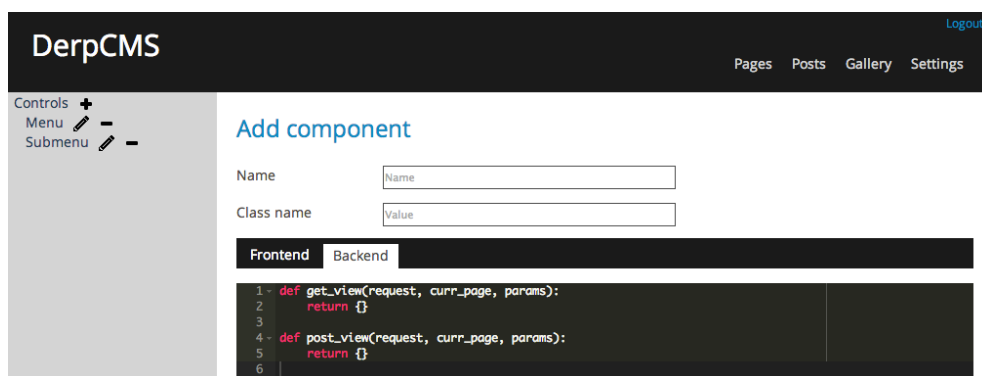 Logout
DerpCMS
Pages Posts Gallery Settings
Controls
Menu
Submenu
Add component
Name
Name
Class name
Value
Frontend Backend
1 def get_view(request, curr_page, params):
2 return {}
3
4 def post_view(request, curr_page, params):
5 return {}
6